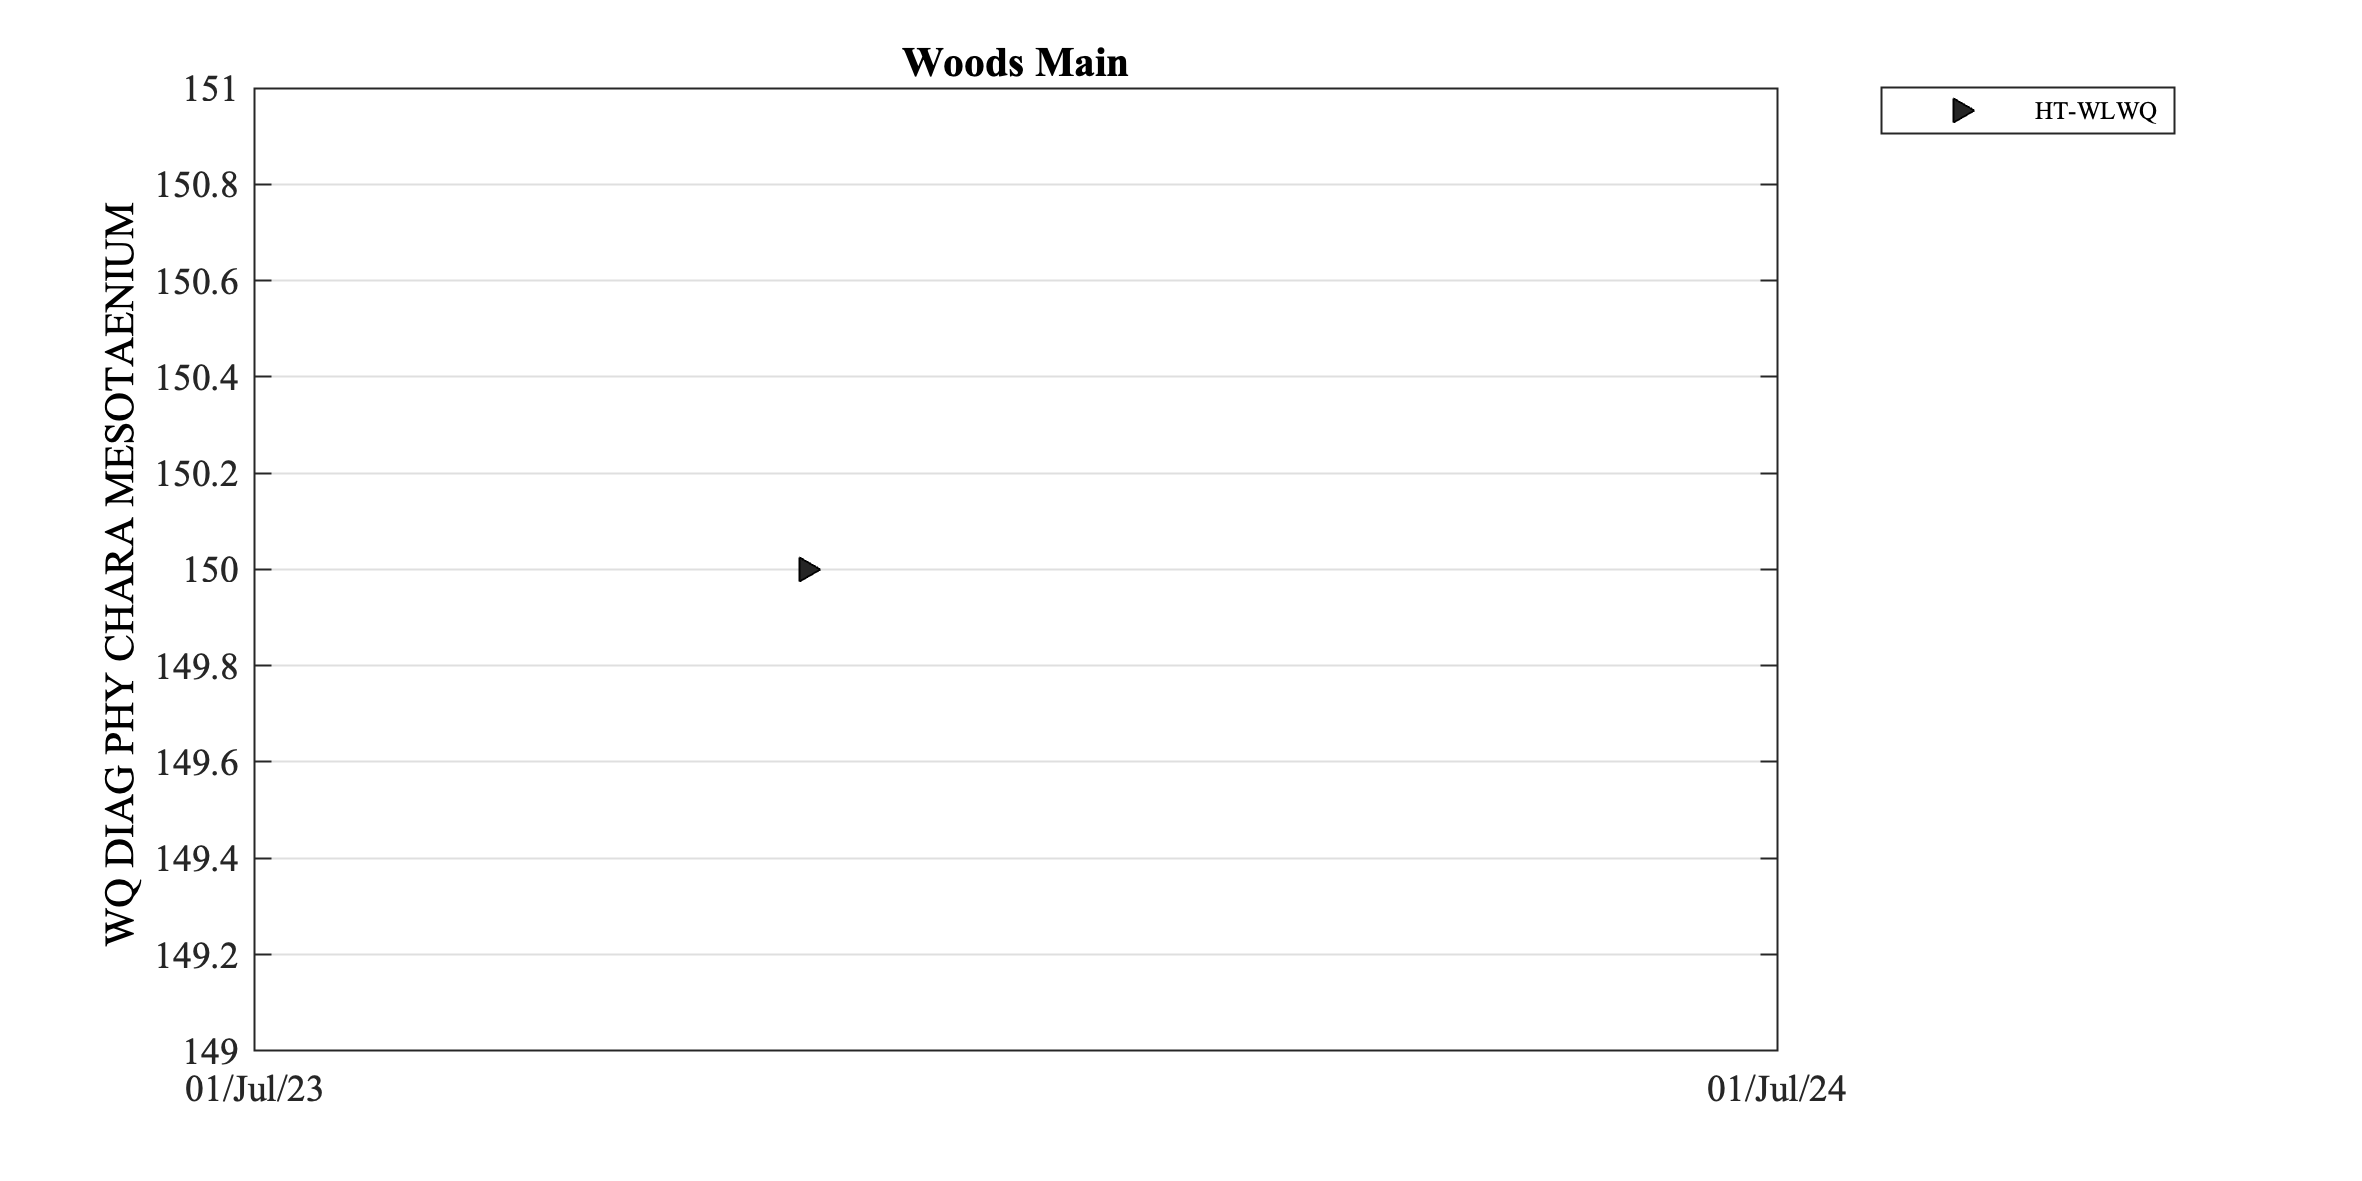 Woods Main
HT-WLWQ
WQ DIAG PHY CHARA MESOTAENIUM
151
150.8
150.6
150.4
150.2
150
149.8
149.6
149.4
149.2
149
01/Jul/23
01/Jul/24